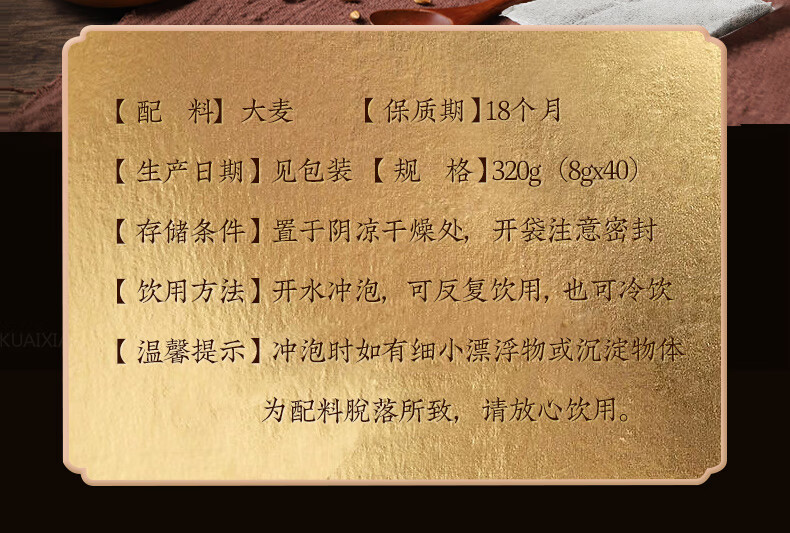 【配 料】大麦 【保质期】18个月
【生产日期】见包装 【规 格】320g（8gx40）
【存储条件】置于阴凉干燥处，开袋注意密封
【饮用方法】开水冲泡，可反复饮用，也可冷饮
KUAIXIA
【温馨提示】冲泡时如有细小漂浮物或沉淀物体
为配料脱落所致，请放心饮用。